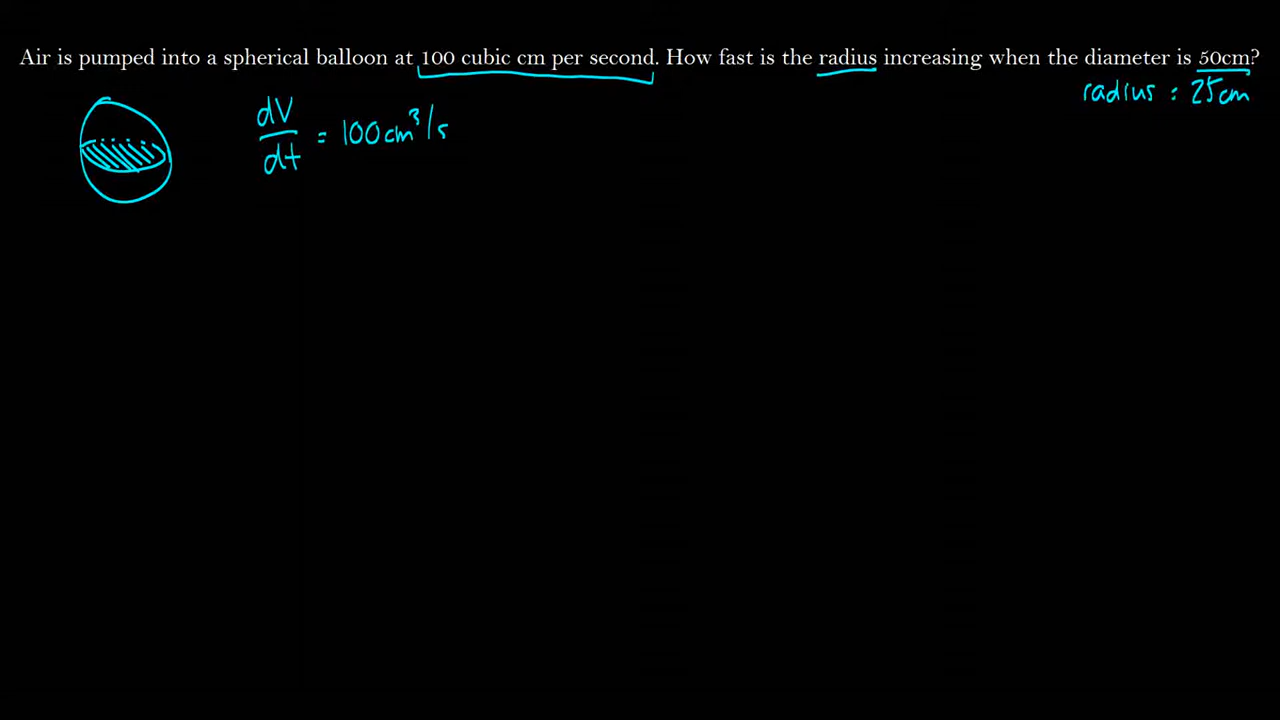 Air is pumped into a spherical balloon at 100 cubic cm per second. How fast is the radius increasing when the diameter is 50cm?
radius = 25cm
dV
dt
= 100cm³/s